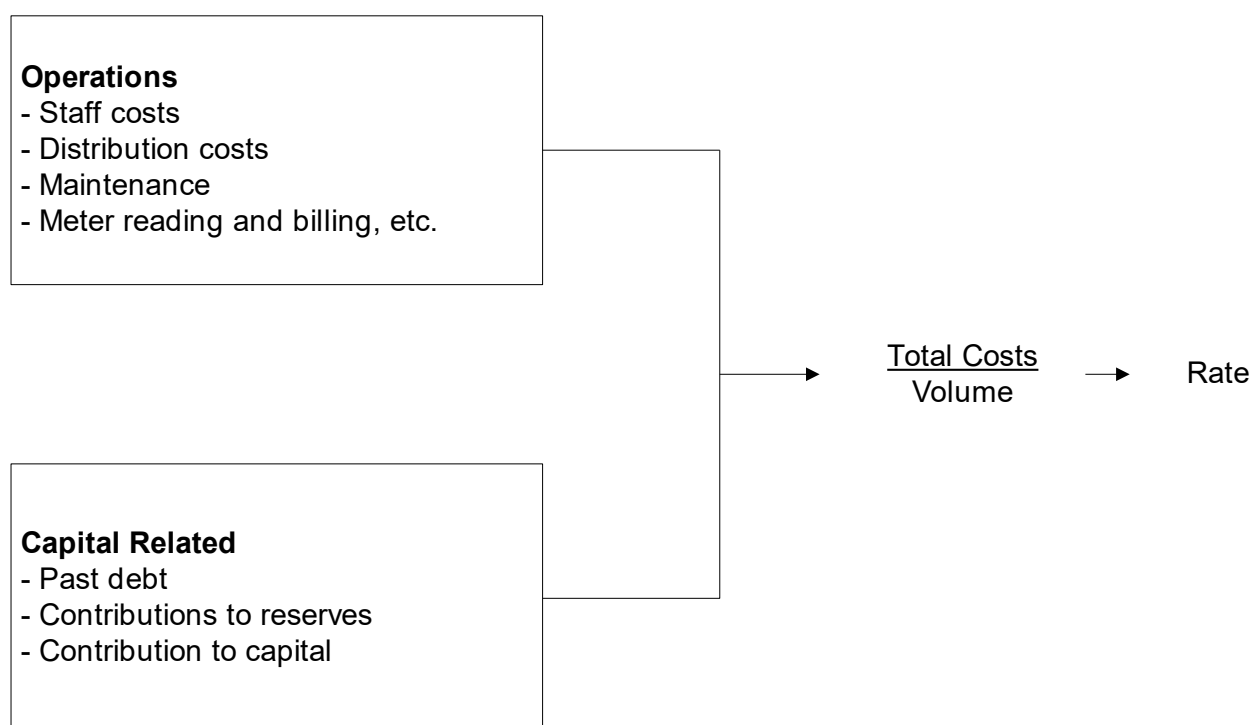 Operations
- Staff costs
- Distribution costs
- Maintenance
- Meter reading and billing, etc.
Total Costs
Volume
Rate
Capital Related
- Past debt
- Contributions to reserves
- Contribution to capital